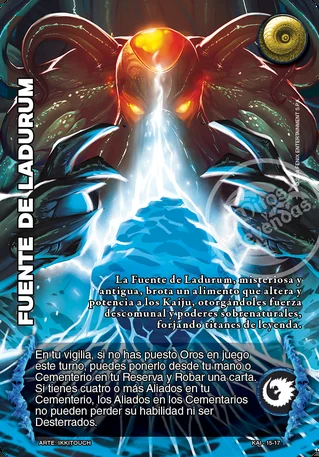 FUENTE DE LADURUM
FENIX ENTERTAINMENT S.P.A
La Fuente de Ladurum, misteriosa y
antigua, brota un alimento que altera y
potencia a los Kaiju, otorgándoles fuerza
descomunal y poderes sobrenaturales,
forjando titanes de leyenda.
En tu vigilia, si no has puesto Oros en juego
este turno, puedes ponerlo desde tu mano o
Cementerio en tu Reserva y Robar una carta.
Si tienes cuatro o más Aliados en tu
Cementerio, los Aliados en los Cementarios
no pueden perder su habilidad ni ser
Desterrados.
ARTE: IKKITOUCH
KAI - 15-17